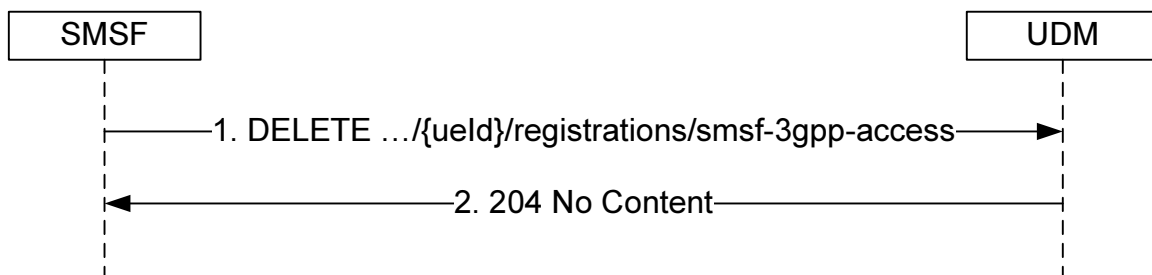 SMSF
UDM
1. DELETE …/{ueId}/registrations/smsf-3gpp-access
2. 204 No Content